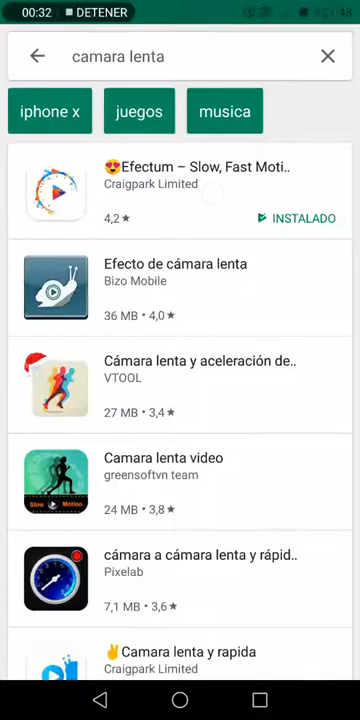 00:32 DETENER
camara lenta
iphone x juegos musica
😍Efectum – Slow, Fast Moti..
Craigpark Limited
4,2★ INSTALADO
Efecto de cámara lenta
Bizo Mobile
36 MB • 4,0★
Cámara lenta y aceleración de..
VTOOL
27 MB • 3,4★
Camara lenta video
greensoftvn team
Slow Motion
24 MB • 3,8★
cámara a cámara lenta y rápid..
Pixelab
7,1 MB • 3,6★
✌Camara lenta y rapida
Craigpark Limited